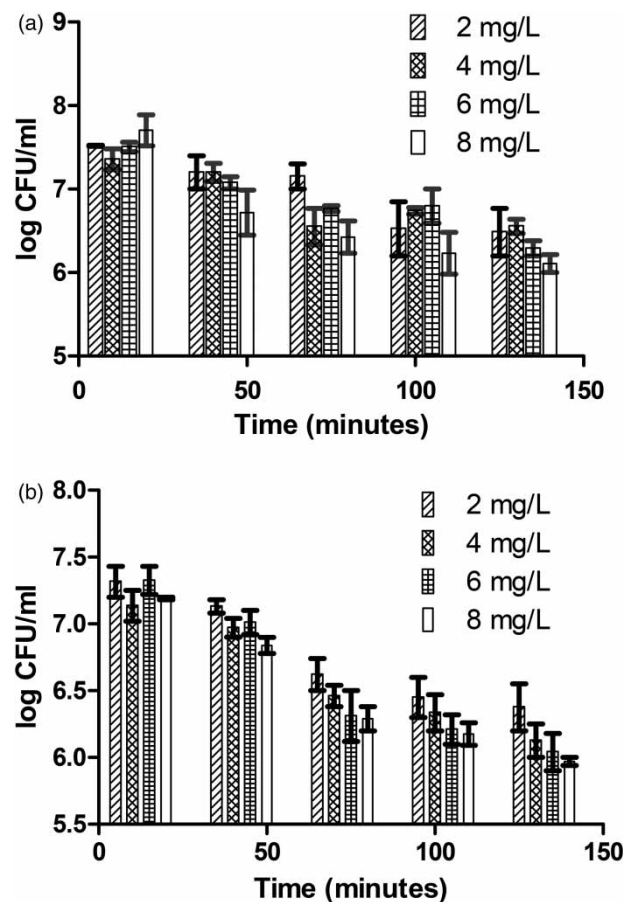 (a)
9
8
7
6
5
log CFU/ml
2 mg/L
4 mg/L
6 mg/L
8 mg/L
0 50 100 150
Time (minutes)
(b)
8.0
7.5
7.0
6.5
6.0
5.5
log CFU/ml
2 mg/L
4 mg/L
6 mg/L
8 mg/L
0 50 100 150
Time (minutes)